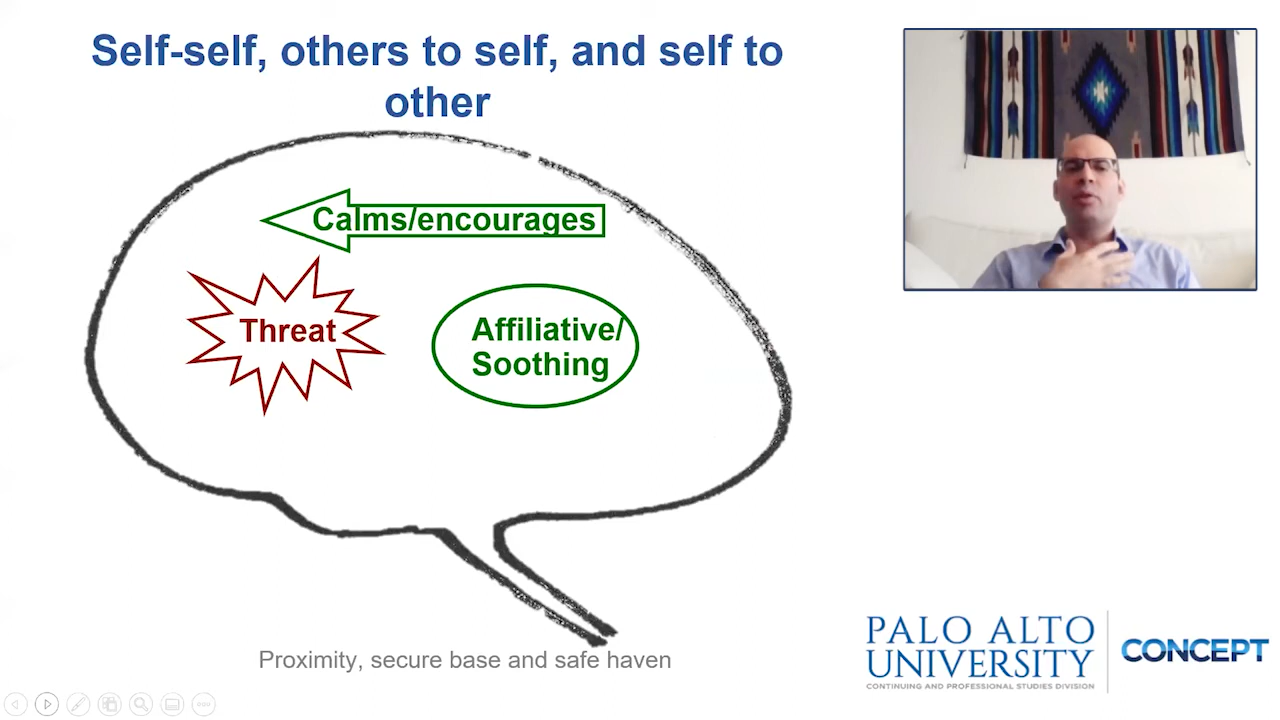 Self-self, others to self, and self to
other
Calms/encourages
Threat
Affiliative/
Soothing
Proximity, secure base and safe haven
PALO ALTO
UNIVERSITY
CONTINUING AND PROFESSIONAL STUDIES DIVISION
CONCEPT